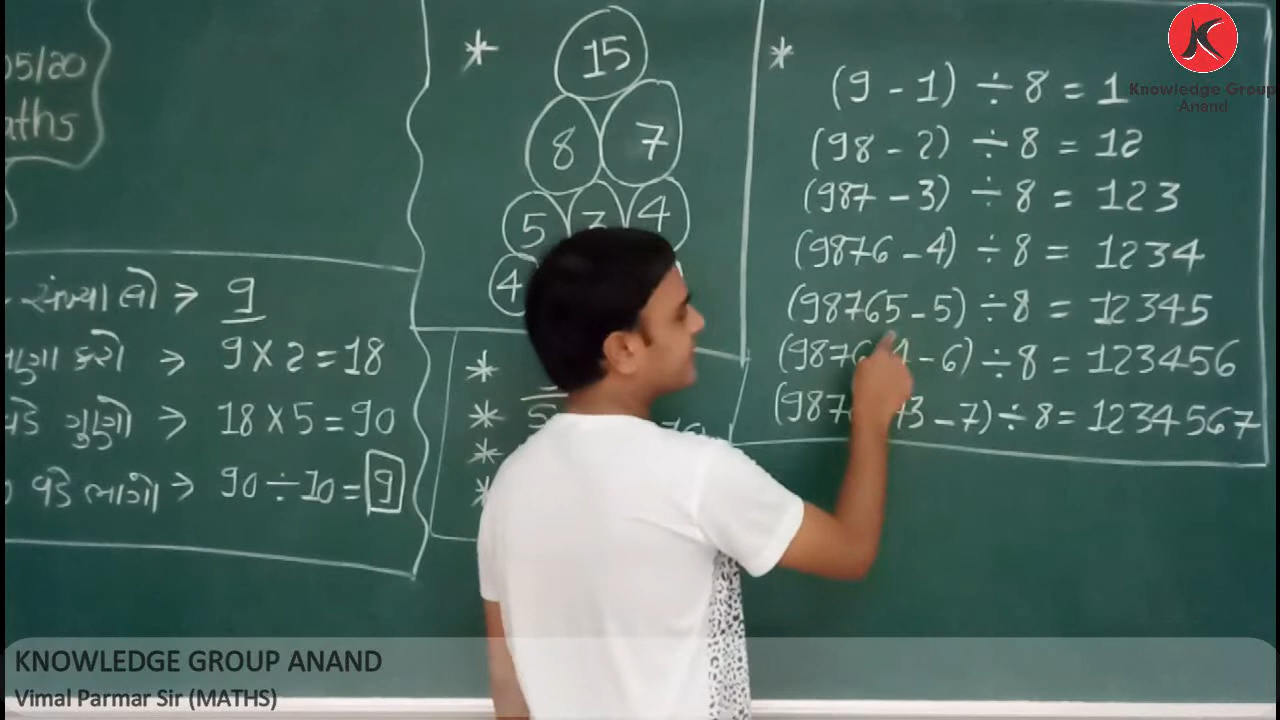 05/20
aths
સંખ્યા લો → 9
કરો → 9 × 2 = 18
વડે ગુણો → 18 × 5 = 90
વડે ભાગો → 90 ÷ 10 = 9
*
15
8 7
5 3 4
4
*
*
*
*
*
(9 - 1) ÷ 8 = 1
(98 - 2) ÷ 8 = 12
(987 - 3) ÷ 8 = 123
(9876 - 4) ÷ 8 = 1234
(98765 - 5) ÷ 8 = 12345
- 6) ÷ 8 = 123456
- 7) ÷ 8 = 1234567
Knowledge Group
Anand
KNOWLEDGE GROUP ANAND
Vimal Parmar Sir (MATHS)